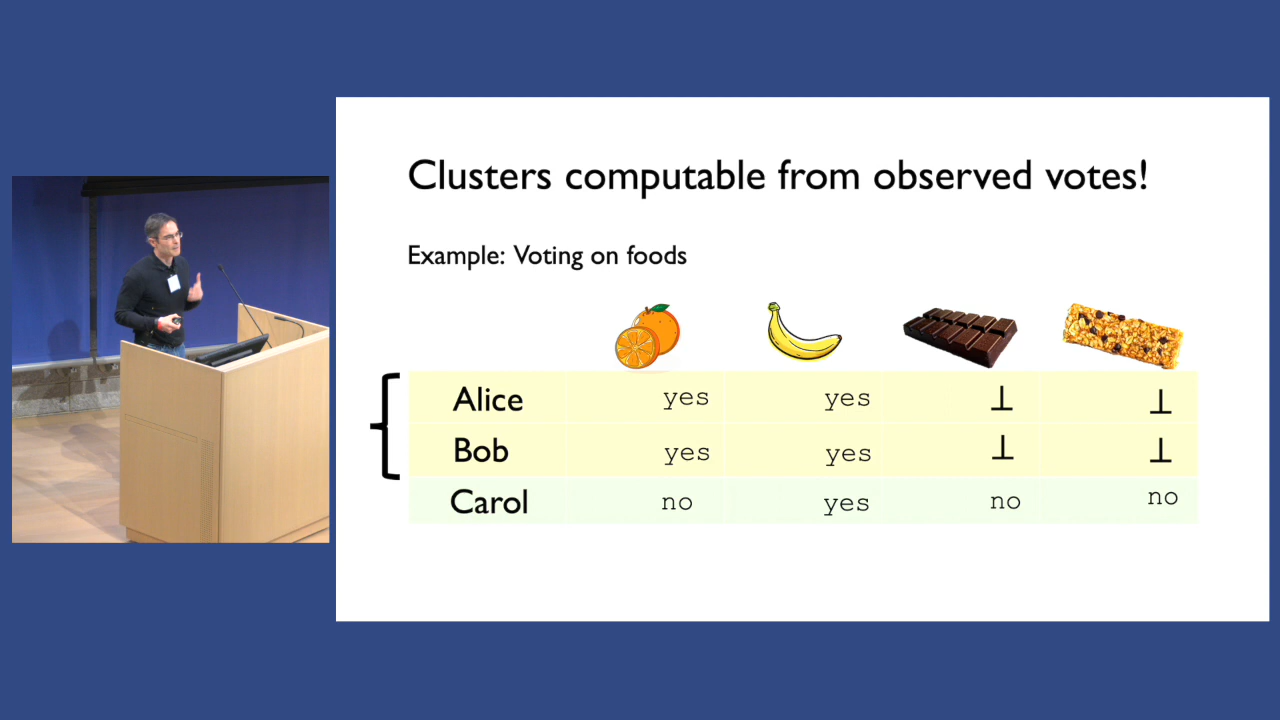 Clusters computable from observed votes!
Example: Voting on foods
Alice yes yes ⊥ ⊥
Bob yes yes ⊥ ⊥
Carol no yes no no